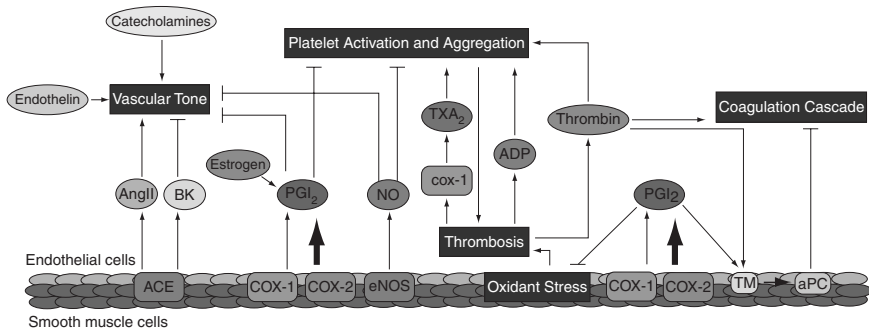 Catecholamines
Platelet Activation and Aggregation
Endothelin
Vascular Tone
TXA2
Thrombin
Coagulation Cascade
Estrogen
cox-1
ADP
AngII
BK
PGI2
NO
PGI2
Thrombosis
Endothelial cells
ACE
COX-1
COX-2
eNOS
Oxidant Stress
COX-1
COX-2
TM
aPC
Smooth muscle cells